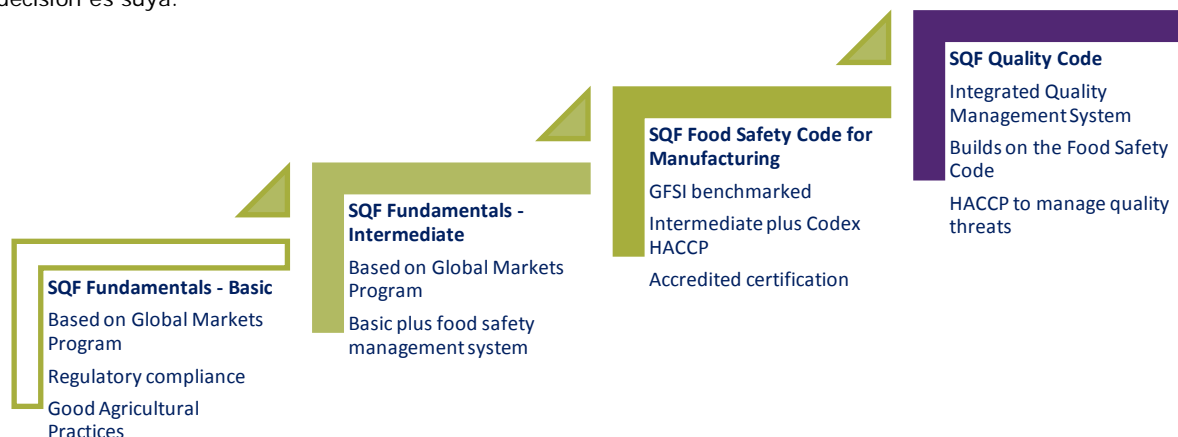 decisión es suya.
SQF Fundamentals - Basic
Based on Global Markets
Program
Regulatory compliance
Good Agricultural
Practices
SQF Fundamentals -
Intermediate
Based on Global Markets
Program
Basic plus food safety
management system
SQF Food Safety Code for
Manufacturing
GFSI benchmarked
Intermediate plus Codex
HACCP
Accredited certification
SQF Quality Code
Integrated Quality
Management System
Builds on the Food Safety
Code
HACCP to manage quality
threats